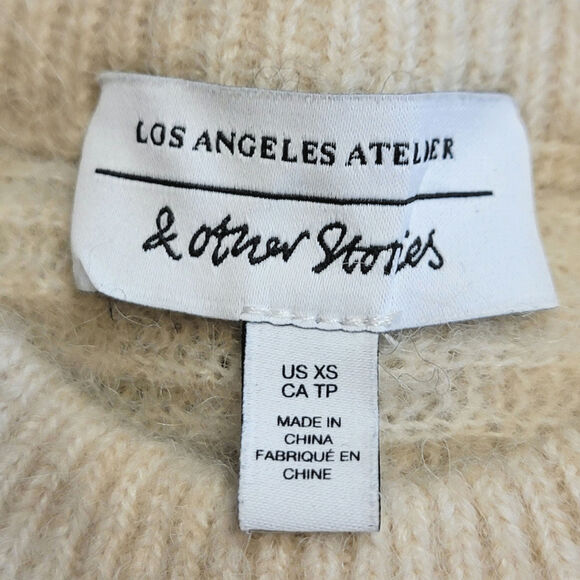 LOS ANGELES ATELIER
& other Stories
US XS
CA TP
MADE IN
CHINA
FABRIQUÉ EN
CHINE